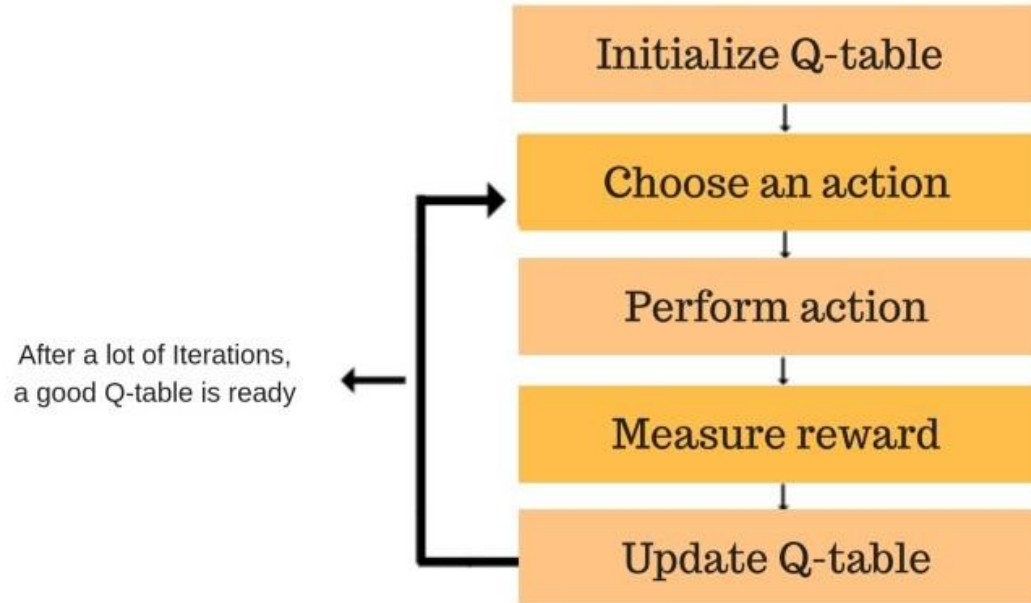 Initialize Q-table
Choose an action
Perform action
After a lot of Iterations,
a good Q-table is ready
Measure reward
Update Q-table